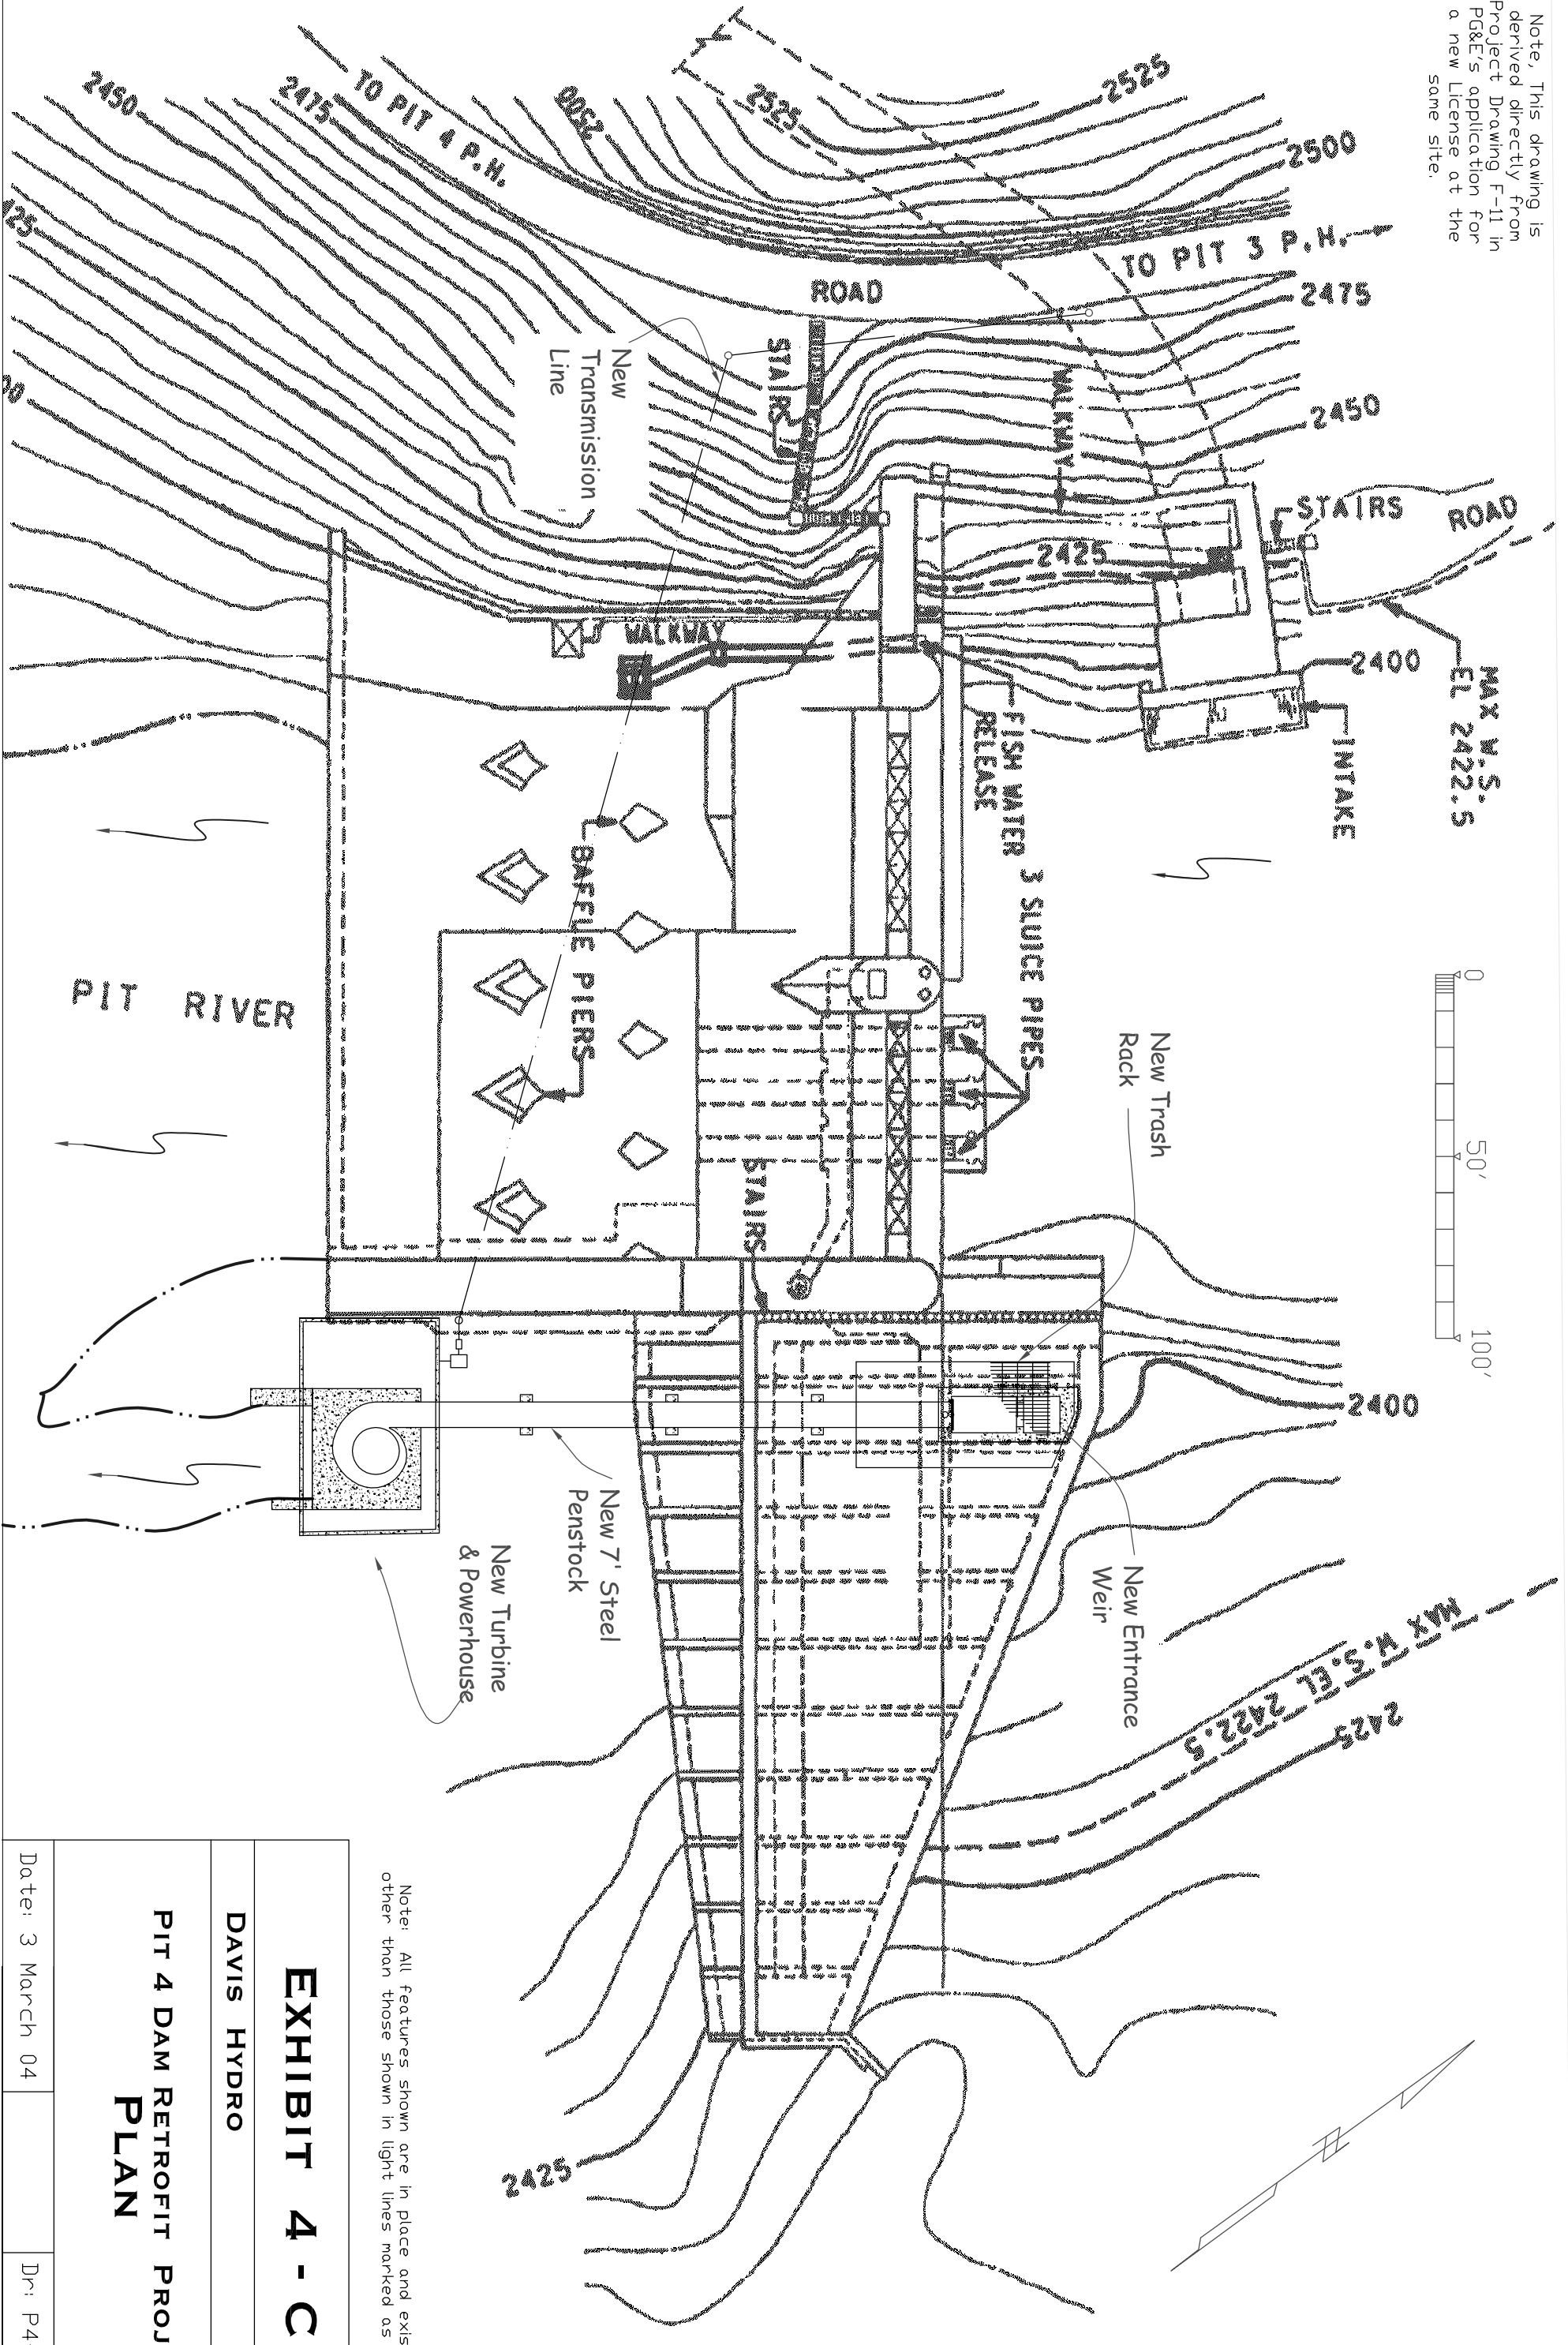 Note, This drawing is
derived directly from
Project Drawing F-11 in
PG&E's application for
a new License at the
same site.
2525
2500
TO PIT 3 P.H.
2475
2450
STAIRS
ROAD
MAX W.S.
EL 2422.5
2400
INTAKE
2425
WALKWAY
ROAD
2525
2500
TO PIT 4 P.H.
2475
2450
STAIRS
New
Transmission
Line
WALKWAY
FISH WATER
RELEASE
3 SLUICE PIPES
BAFFLE PIERS
PIT RIVER
0
50'
100'
New Trash
Rack
STAIRS
2400
New Entrance
Weir
New 7' Steel
Penstock
New Turbine
& Powerhouse
MAX W.S. EL 2422.5
2425
2425
Note: All features shown are in place and exis
other than those shown in light lines marked as
EXHIBIT 4 - C
DAVIS HYDRO
PIT 4 DAM RETROFIT PROJ
PLAN
Date: 3 March 04
Dr: P4